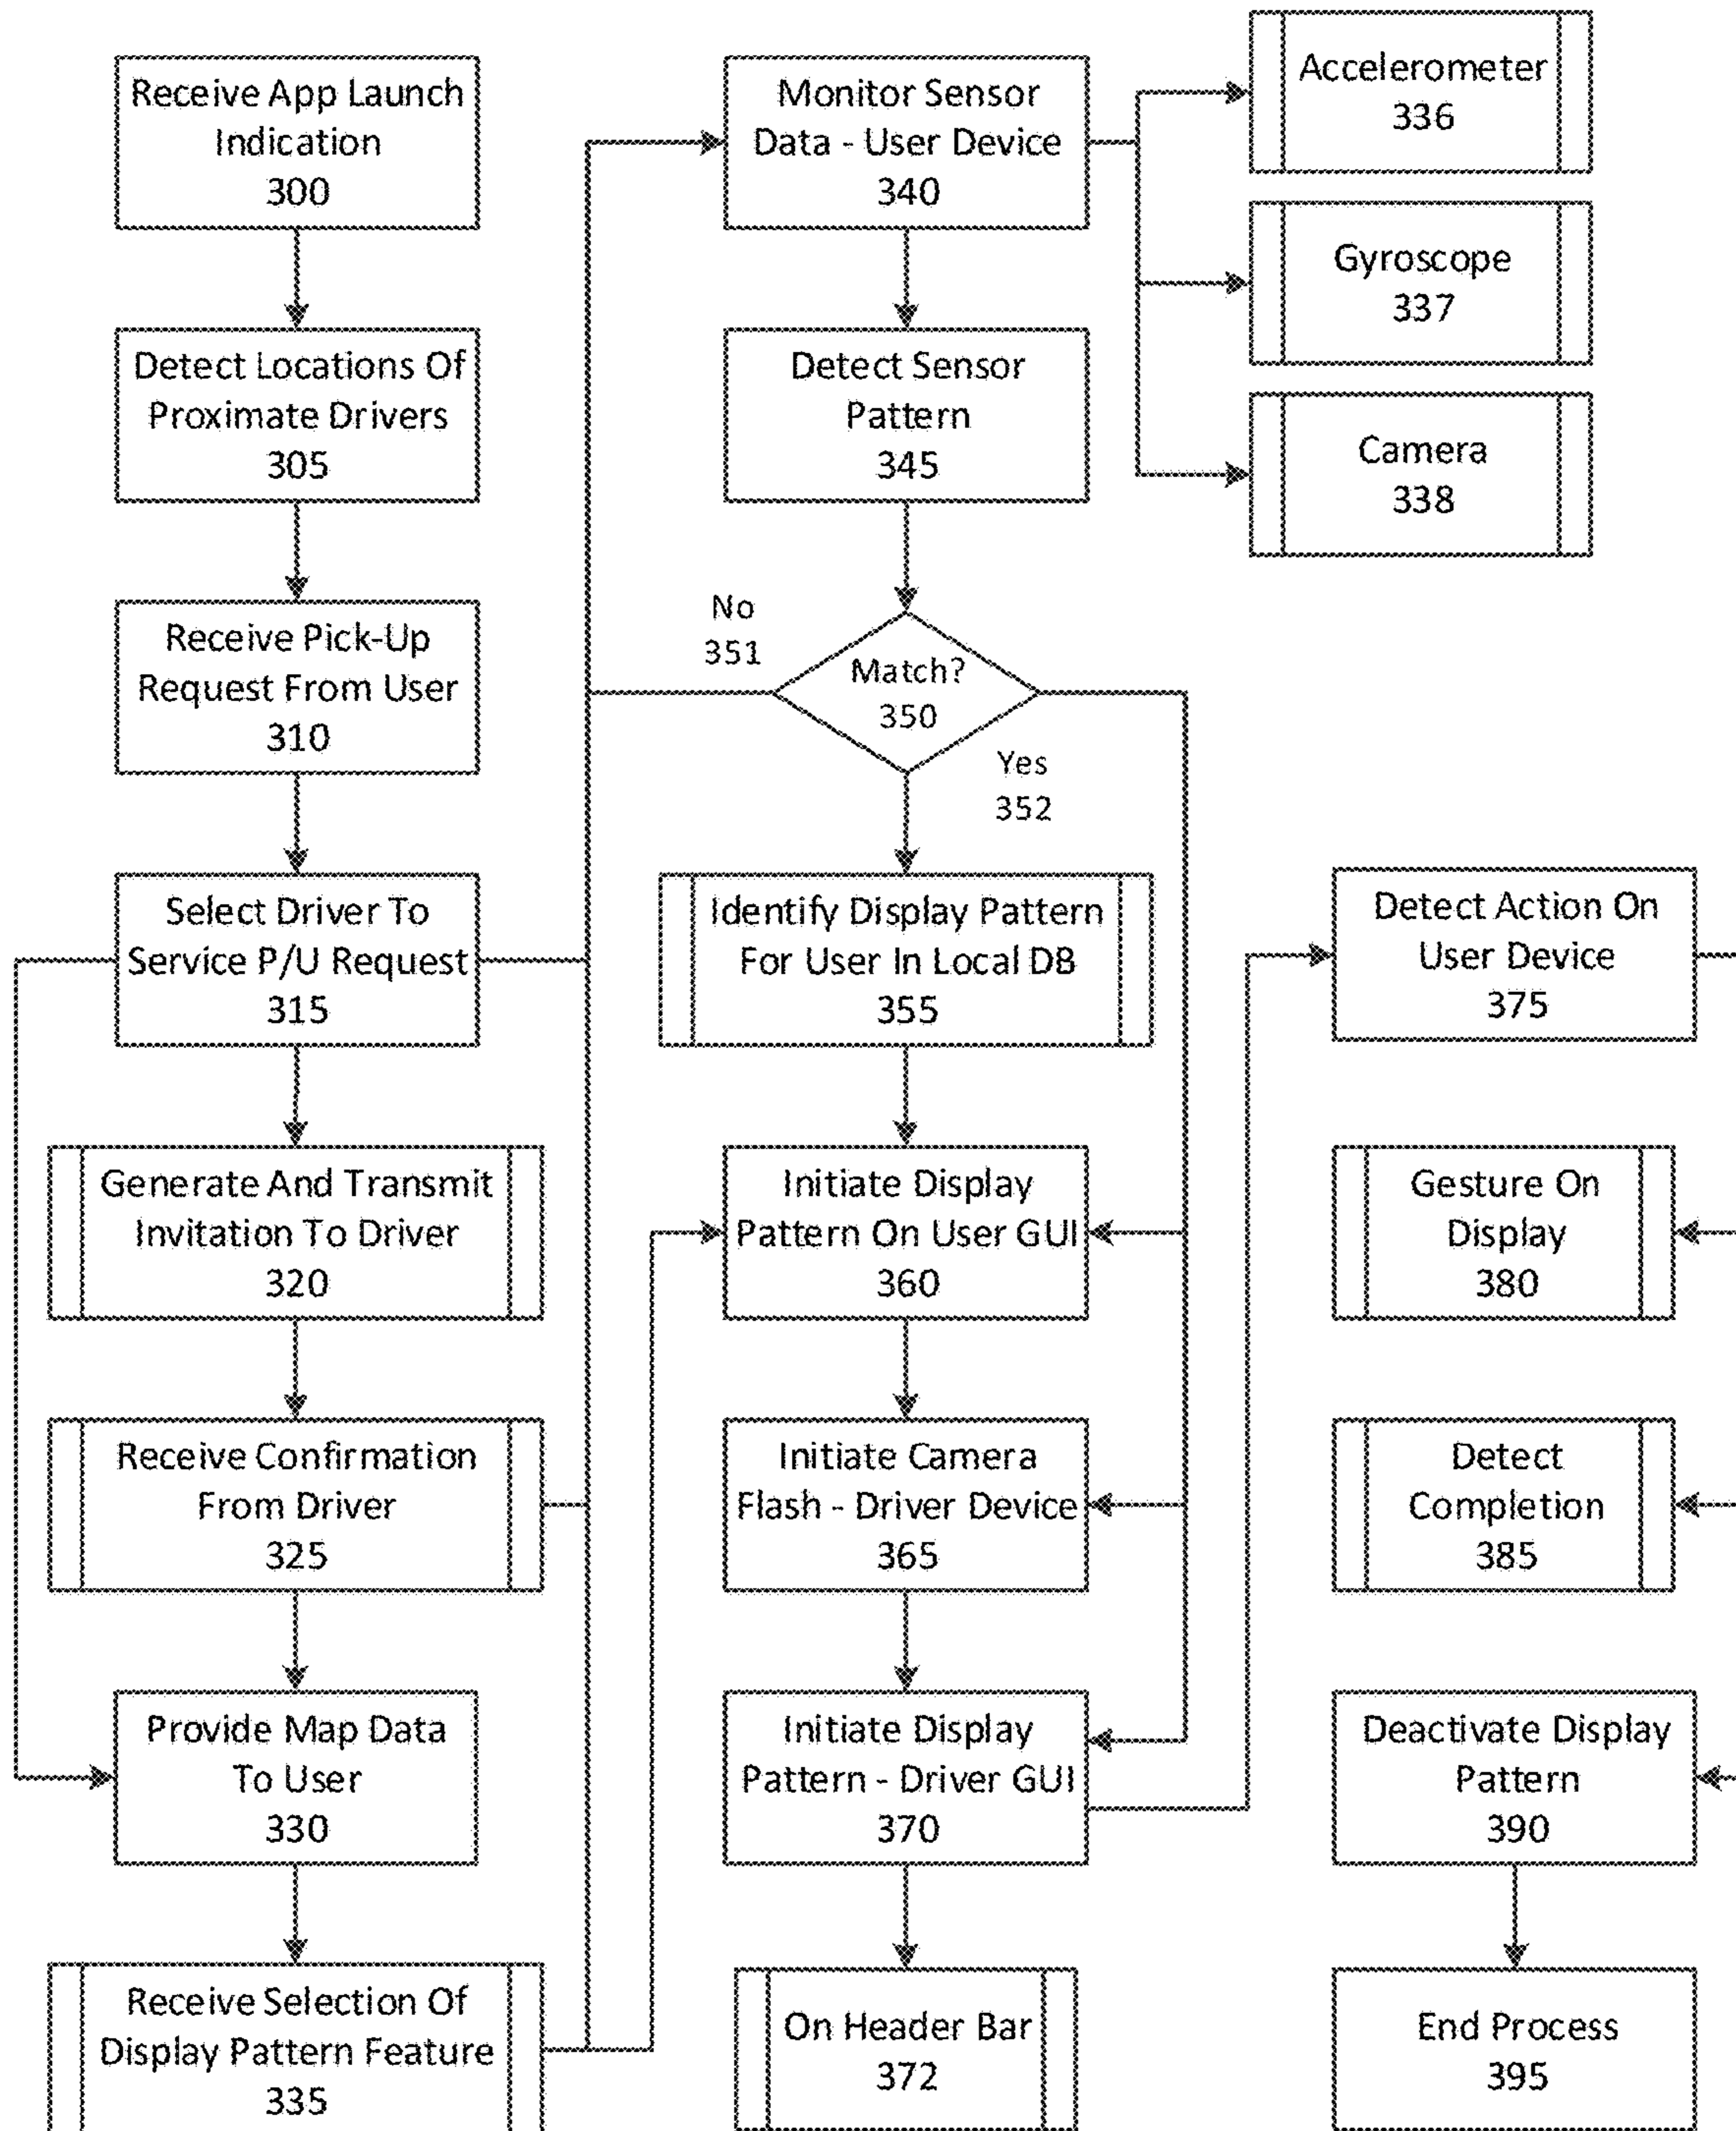 Receive App Launch
Indication
300
Detect Locations Of
Proximate Drivers
305
Receive Pick-Up
Request From User
310
Select Driver To
Service P/U Request
315
Generate And Transmit
Invitation To Driver
320
Receive Confirmation
From Driver
325
Provide Map Data
To User
330
Receive Selection Of
Display Pattern Feature
335
Monitor Sensor
Data - User Device
340
Accelerometer
336
Gyroscope
337
Camera
338
Detect Sensor
Pattern
345
No
351
Match?
350
Yes
352
Identify Display Pattern
For User In Local DB
355
Initiate Display
Pattern On User GUI
360
Initiate Camera
Flash - Driver Device
365
Initiate Display
Pattern - Driver GUI
370
On Header Bar
372
Detect Action On
User Device
375
Gesture On
Display
380
Detect
Completion
385
Deactivate Display
Pattern
390
End Process
395